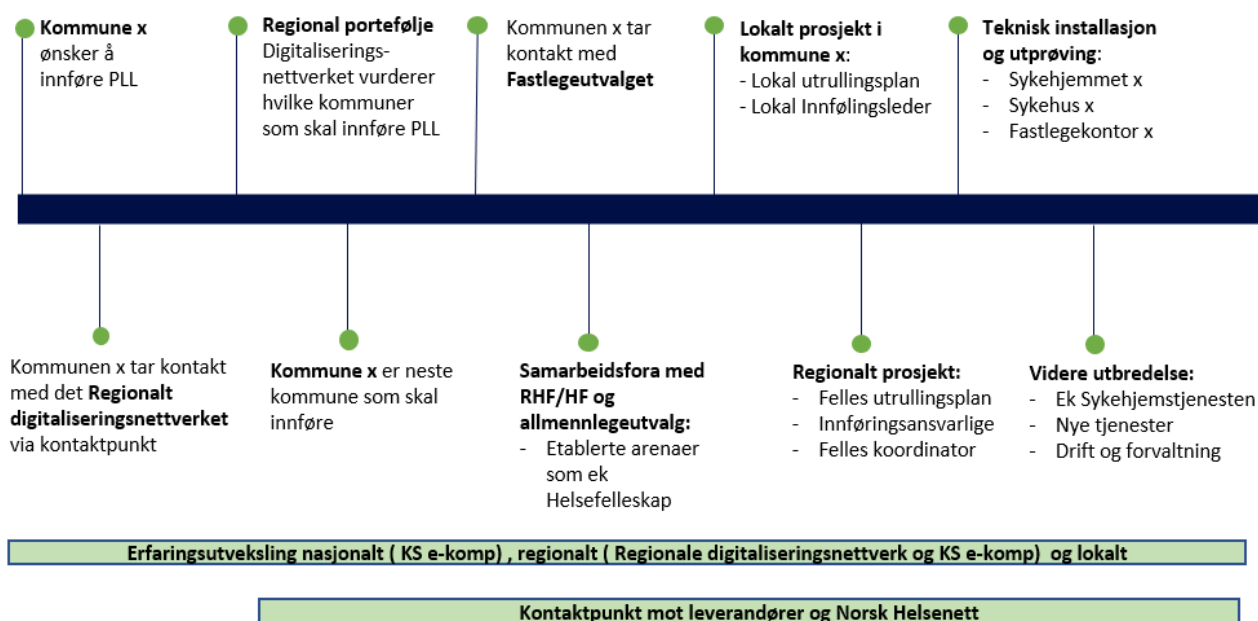 Kommune x
ønsker å
innføre PLL
Regional portefølje
Digitaliserings-
nettverket vurderer
hvilke kommuner
som skal innføre PLL
Kommunen x tar
kontakt med
Fastlegeutvalget
Lokalt prosjekt i
kommune x:
- Lokal utrullingsplan
- Lokal Innfølingsleder
Teknisk installasjon
og utprøving:
- Sykehjemmet x
- Sykehus x
- Fastlegekontor x
Kommunen x tar kontakt
med det Regionalt
digitaliseringsnettverket
via kontaktpunkt
Kommune x er neste
kommune som skal
innføre
Samarbeidsfora med
RHF/HF og
allmennlegeutvalg:
- Etablerte arenaer
som ek
Helsefelleskap
Regionalt prosjekt:
- Felles utrullingsplan
- Innføringsansvarlige
- Felles koordinator
Videre utbredelse:
- Ek Sykehjemstjenesten
- Nye tjenester
- Drift og forvaltning
Erfaringsutveksling nasjonalt ( KS e-komp) , regionalt ( Regionale digitaliseringsnettverk og KS e-komp) og lokalt
Kontaktpunkt mot leverandører og Norsk Helsenett